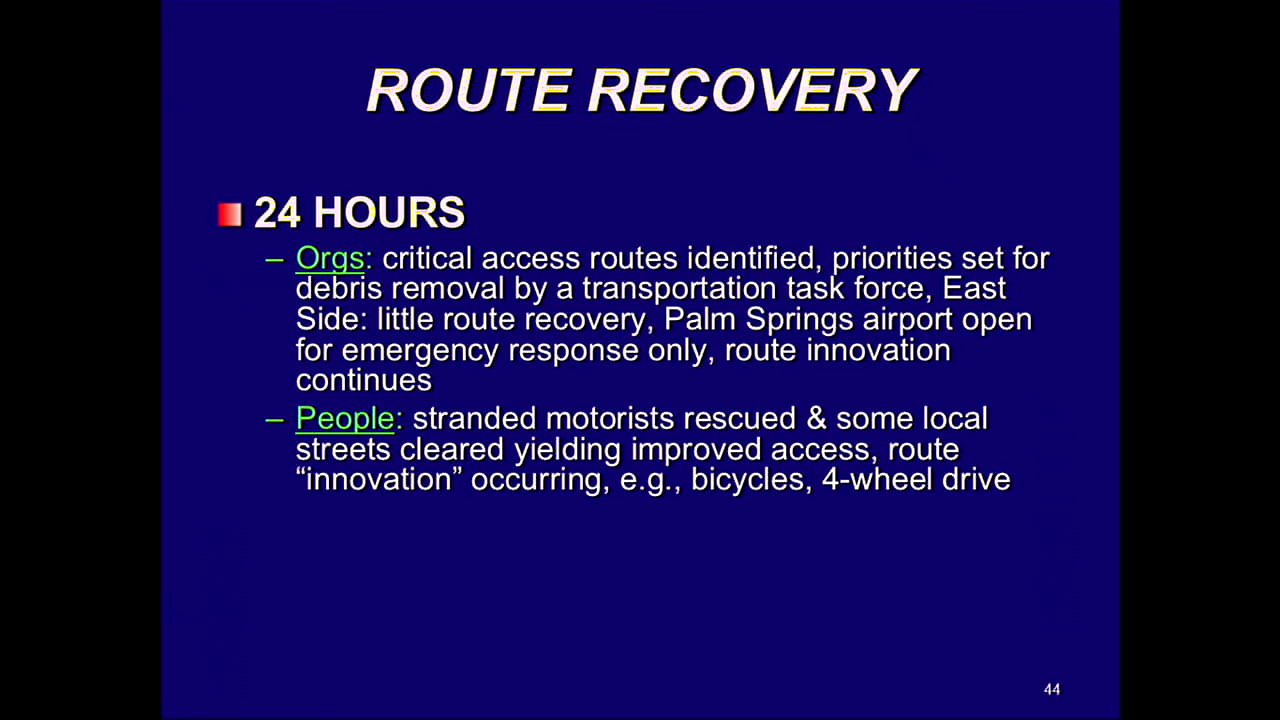 ROUTE RECOVERY
24 HOURS
– Orgs: critical access routes identified, priorities set for
debris removal by a transportation task force, East
Side: little route recovery, Palm Springs airport open
for emergency response only, route innovation
continues
– People: stranded motorists rescued & some local
streets cleared yielding improved access, route
“innovation” occurring, e.g., bicycles, 4-wheel drive
44